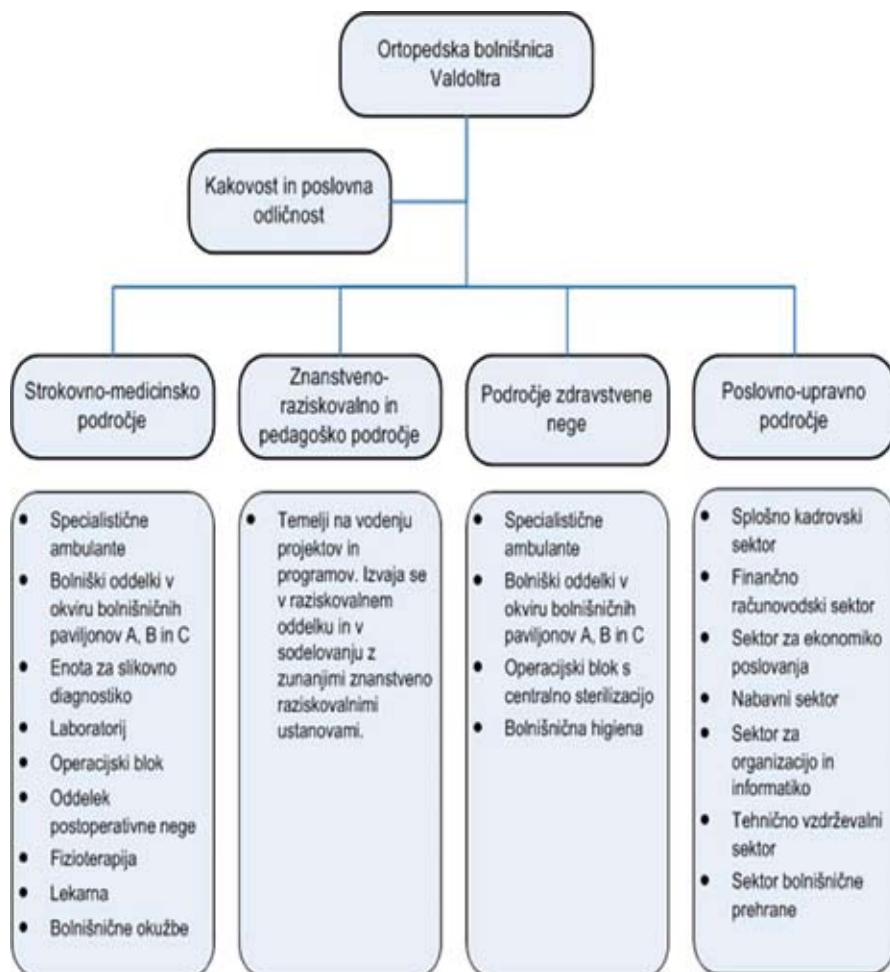 Ortopedska bolnišnica
Valdoltra
Kakovost in poslovna
odličnost
Strokovno-medicinsko
področje
Znanstveno-
raziskovalno in
pedagoško področje
Področje zdravstvene
nege
Poslovno-upravno
področje
Specialistične
ambulante
Bolniški oddelki v
okviru bolnišničnih
paviljonov A, B in C
Enota za slikovno
diagnostiko
Laboratorij
Operacijski blok
Oddelek
postoperativne nege
Fizioterapija
Lekarna
Bolnišnične okužbe
Temelji na vodenju
projektov in
programov. Izvaja se
v raziskovalnem
oddelku in v
sodelovanju z
zunanjimi znanstveno
raziskovalnimi
ustanovami.
Specialistične
ambulante
Bolniški oddelki v
okviru bolnišničnih
paviljonov A, B in C
Operacijski blok s
centralno sterilizacijo
Bolnišnična higiena
Splošno kadrovski
sektor
Finančno
računovodski sektor
Sektor za ekonomiko
poslovanja
Nabavni sektor
Sektor za
organizacijo in
informatiko
Tehnično vzdrževalni
sektor
Sektor bolnišnične
prehrane